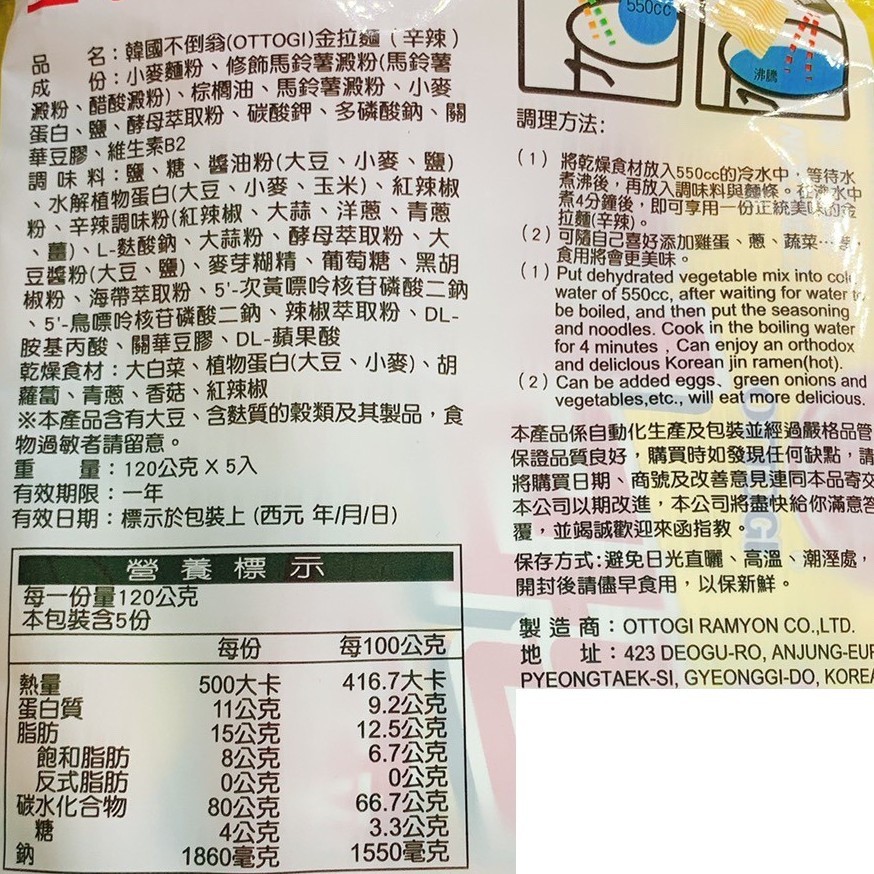 品 名：韓國不倒翁(OTTOGI)金拉麵（辛辣）
成 份：小麥麵粉、修飾馬鈴薯澱粉(馬鈴薯
澱粉、醋酸澱粉)、棕櫚油、馬鈴薯澱粉、小麥
蛋白、鹽、酵母萃取粉、碳酸鉀、多磷酸鈉、關
華豆膠、維生素B2
調 味 料：鹽、糖、醬油粉(大豆、小麥、鹽)
、水解植物蛋白(大豆、小麥、玉米)、紅辣椒
粉、辛辣調味粉(紅辣椒、大蒜、洋蔥、青蔥
、薑)、L-麩酸鈉、大蒜粉、酵母萃取粉、大
豆醬粉(大豆、鹽)、麥芽糊精、葡萄糖、黑胡
椒粉、海帶萃取粉、5'-次黃嘌呤核苷磷酸二鈉
、5'-鳥嘌呤核苷磷酸二鈉、辣椒萃取粉、DL-
胺基丙酸、關華豆膠、DL-蘋果酸
乾燥食材：大白菜、植物蛋白(大豆、小麥)、胡
蘿蔔、青蔥、香菇、紅辣椒
※本產品含有大豆、含麩質的穀類及其製品，食
物過敏者請留意。
重 量：120公克 X 5入
有效期限：一年
有效日期：標示於包裝上 (西元 年/月/日)
營養標示
每一份量120公克
本包裝含5份
每份 每100公克
熱量 500大卡 416.7大卡
蛋白質 11公克 9.2公克
脂肪 15公克 12.5公克
飽和脂肪 8公克 6.7公克
反式脂肪 0公克 0公克
碳水化合物 80公克 66.7公克
糖 4公克 3.3公克
鈉 1860毫克 1550毫克
550cc
沸騰
調理方法:
(1) 將乾燥食材放入550cc的冷水中，等待水
煮沸後，再放入調味料與麵條。在沸水中
煮4分鐘後，即可享用一份正統美味的金
拉麵(辛辣)。
(2) 可隨自己喜好添加雞蛋、蔥、蔬菜…等，
食用將會更美味。
(1) Put dehydrated vegetable mix into cold
water of 550cc, after waiting for water to
be boiled, and then put the seasoning
and noodles. Cook in the boiling water
for 4 minutes , Can enjoy an orthodox
and delicious Korean jin ramen(hot).
(2) Can be added eggs、green onions and
vegetables,etc., will eat more delicious.
本產品係自動化生產及包裝並經過嚴格品管
保證品質良好，購買時如發現任何缺點，請
將購買日期、商號及改善意見連同本品寄交
本公司以期改進，本公司將盡快給你滿意答
覆，並竭誠歡迎來函指教。
保存方式:避免日光直曬、高溫、潮溼處，
開封後請儘早食用，以保新鮮。
製 造 商：OTTOGI RAMYON CO.,LTD.
地 址：423 DEOGU-RO, ANJUNG-EUP
PYEONGTAEK-SI, GYEONGGI-DO, KOREA